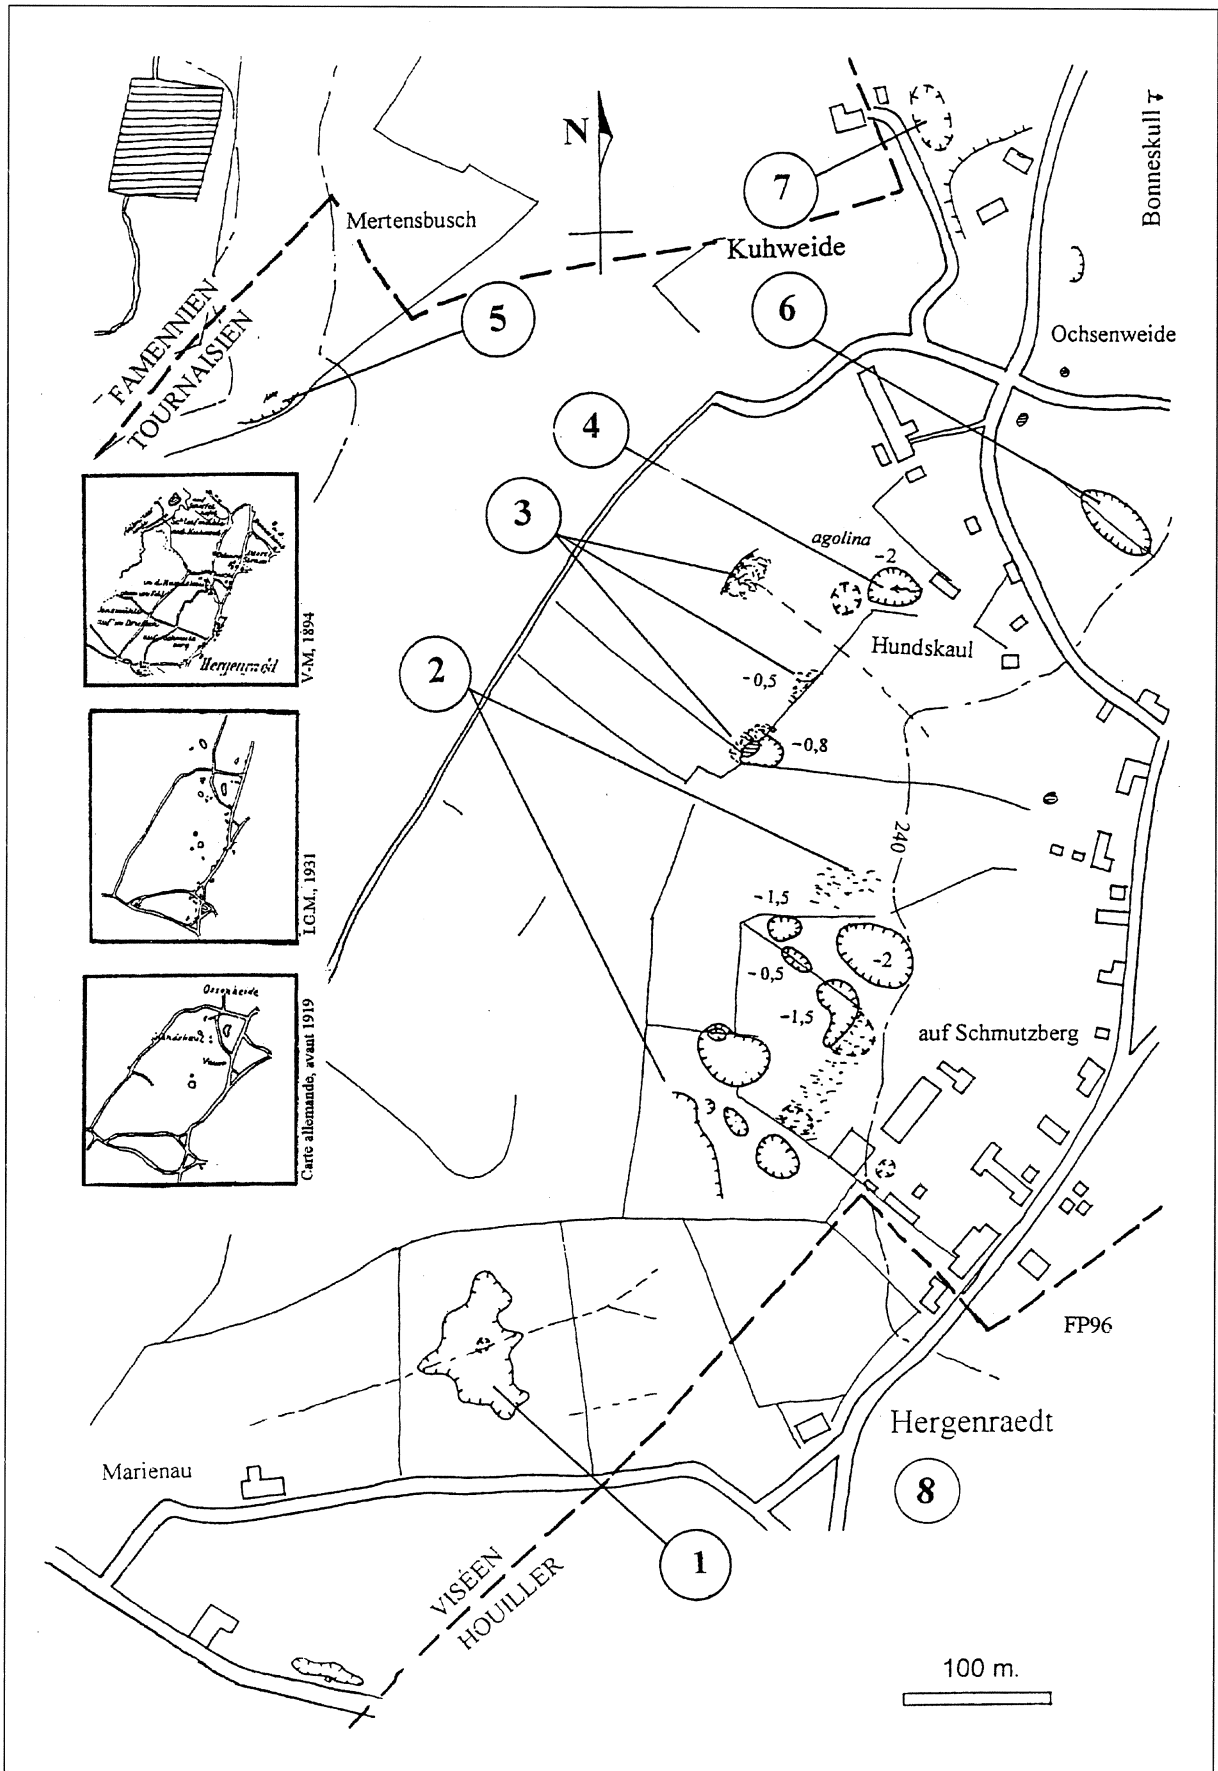 N
7
Bonneskull
Mertensbusch
Kuhweide
5
6
Ochsenweide
FAMENNIEN
TOURNAISIEN
4
3
agolina
-2
V-M, 1894
Hundskaul
2
-0,5
-0,8
240
I.G.M., 1931
-1,5
-2
-0,5
-1,5
auf Schmutzberg
Carte allemande, avant 1919
FP96
Hergenraedt
Marienau
8
1
VISÉEN
HOUILLER
100 m.